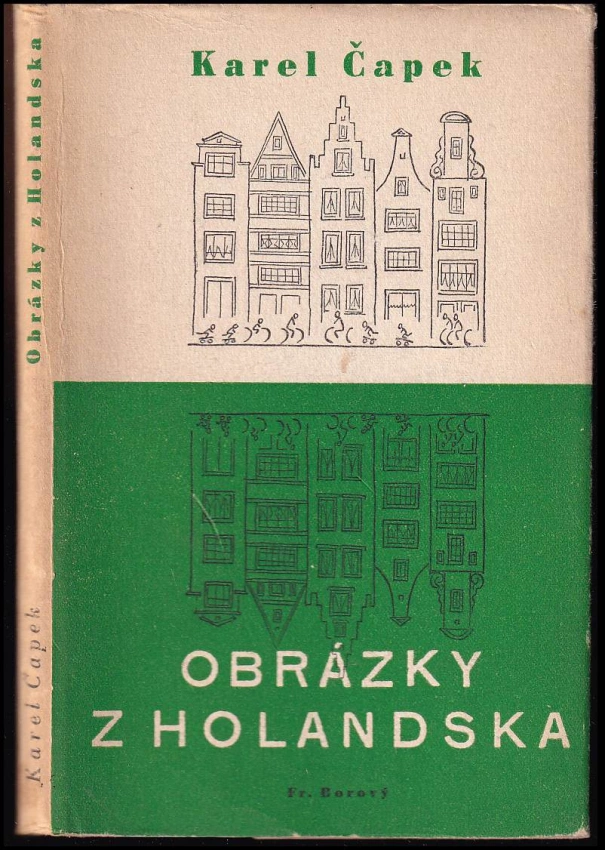 Karel Čapek
OBRÁZKY
Z HOLANDSKA
Fr. Borový
Obrázky z Holandska
Karel Čapek